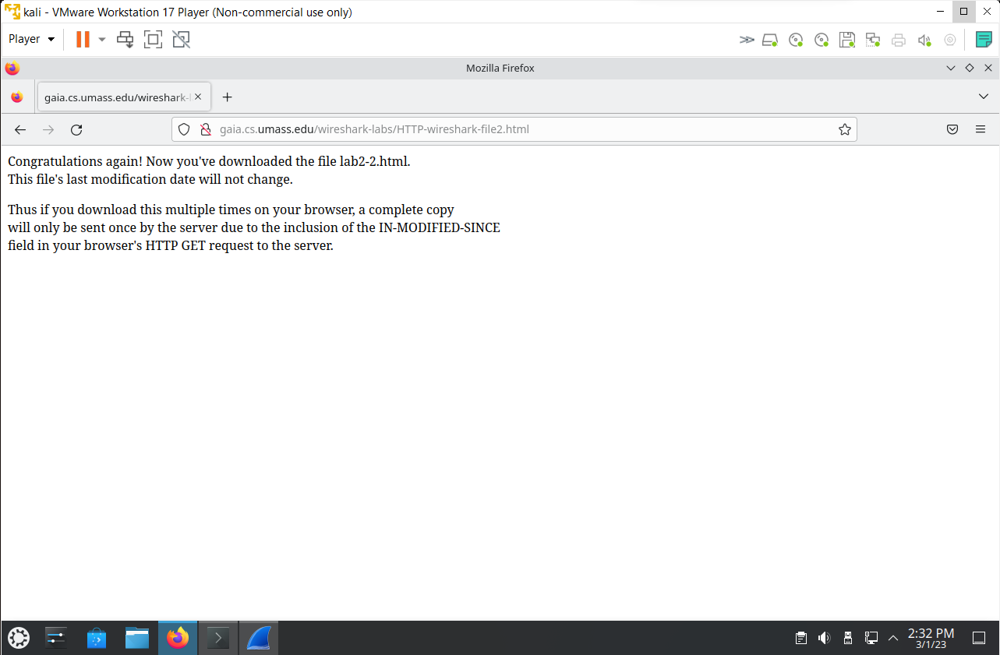 kali - VMware Workstation 17 Player (Non-commercial use only)
Player
Mozilla Firefox
gaia.cs.umass.edu/wireshark-l
gaia.cs.umass.edu/wireshark-labs/HTTP-wireshark-file2.html
Congratulations again! Now you've downloaded the file lab2-2.html.
This file's last modification date will not change.
Thus if you download this multiple times on your browser, a complete copy
will only be sent once by the server due to the inclusion of the IN-MODIFIED-SINCE
field in your browser's HTTP GET request to the server.
2:32 PM
3/1/23